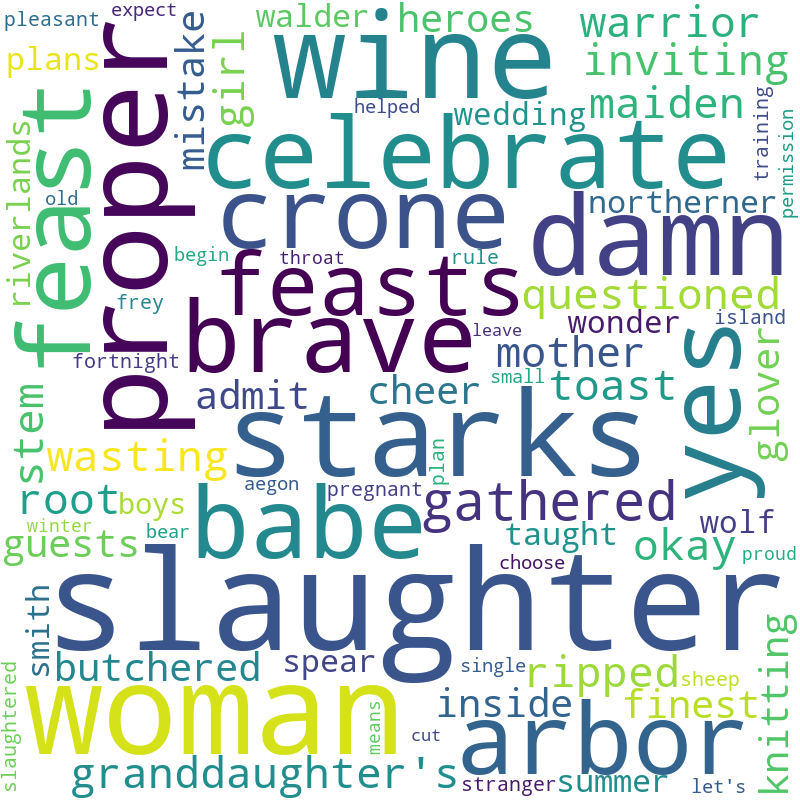 pleasant
expect
walder
heroes
warrior
plans
proper
mistake
girl
wine
inviting
helped
maiden
feast
celebrate
wedding
training
permission
riverlands
old
crone
northerner
damn
begin
throat
rule
feasts
questioned
frey
brave
leave
wonder
island
fortnight
mother
yes
small
toast
glover
stem
admit
cheer
starks
wasting
aegon
plan
root
boys
babe
pregnant
gathered
wolf
winter
bear
taught
okay
proud
guests
slaughter
choose
smith
butchered
spear
single
ripped
sheep
knitting
slaughtered
woman
means
inside
finest
cut
arbor
granddaughter's
stranger
summer
let's